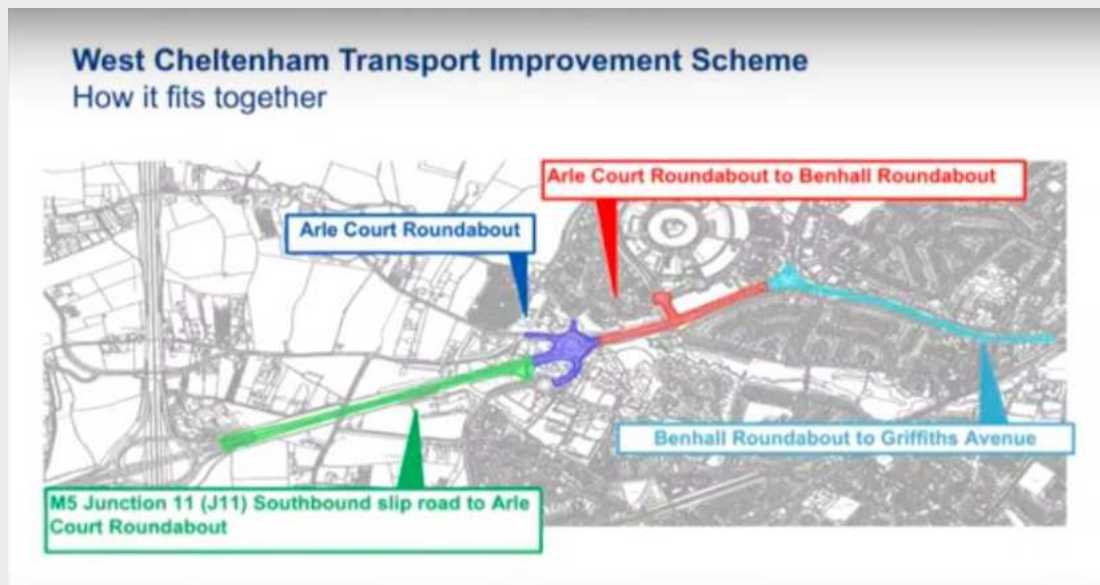 West Cheltenham Transport Improvement Scheme
How it fits together
Arle Court Roundabout to Benhall Roundabout
Arle Court Roundabout
Benhall Roundabout to Griffiths Avenue
M5 Junction 11 (J11) Southbound slip road to Arle
Court Roundabout